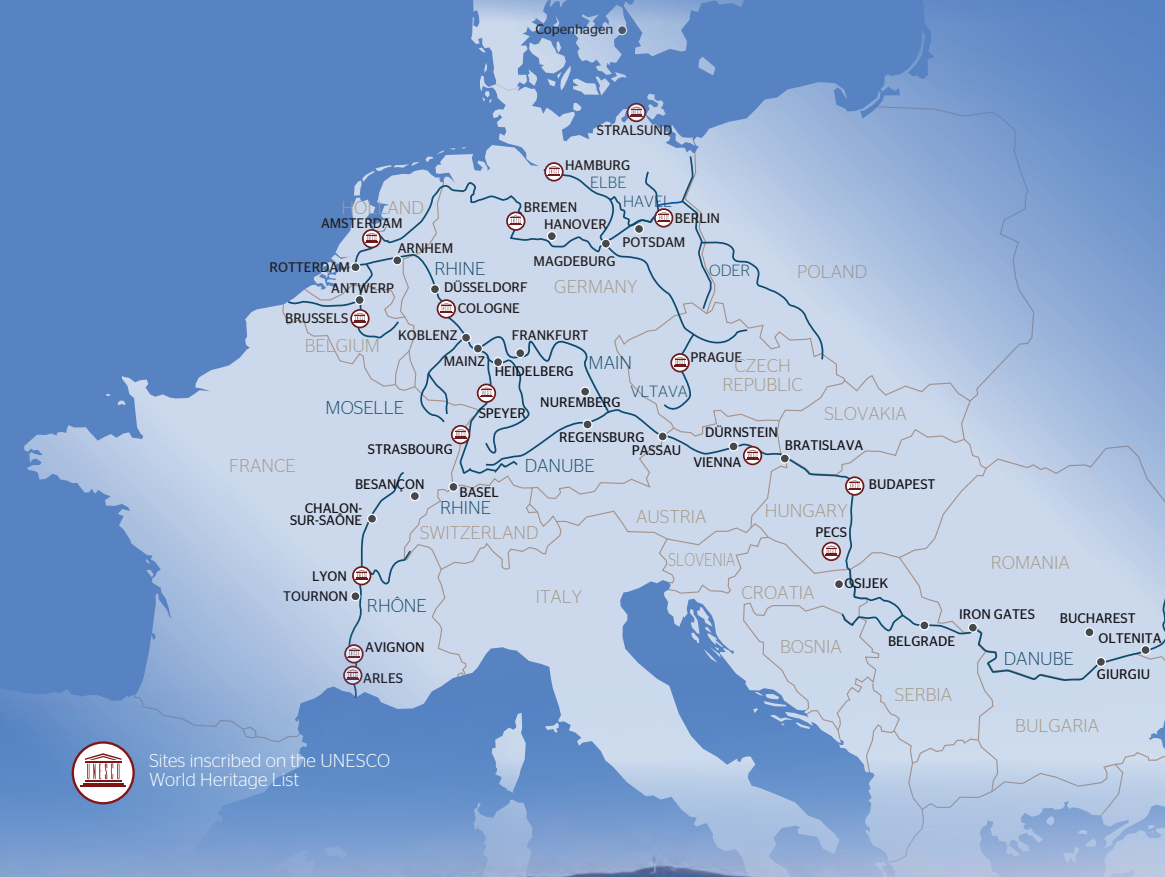 Copenhagen
STRALSUND
HAMBURG
ELBE
HAVEL
HOLLAND
BREMEN
BERLIN
AMSTERDAM
HANOVER
POTSDAM
ARNHEM
MAGDEBURG
ROTTERDAM
RHINE
ODER
POLAND
ANTWERP
DÜSSELDORF
GERMANY
COLOGNE
BRUSSELS
KOBLENZ
FRANKFURT
BELGIUM
MAINZ
MAIN
PRAGUE
HEIDELBERG
CZECH
REPUBLIC
VLTAVA
NUREMBERG
MOSELLE
SPEYER
SLOVAKIA
DÜRNSTEIN
REGENSBURG
STRASBOURG
PASSAU
BRATISLAVA
VIENNA
FRANCE
DANUBE
BESANÇON
BUDAPEST
BASEL
RHINE
CHALON-
SUR-SAÔNE
HUNGARY
AUSTRIA
SWITZERLAND
PECS
SLOVENIA
ROMANIA
LYON
OSIJEK
TOURNON
ITALY
CROATIA
RHÔNE
IRON GATES
BUCHAREST
OLTENITA
BELGRADE
AVIGNON
BOSNIA
DANUBE
GIURGIU
ARLES
SERBIA
BULGARIA
UNESCO
Sites inscribed on the UNESCO
World Heritage List